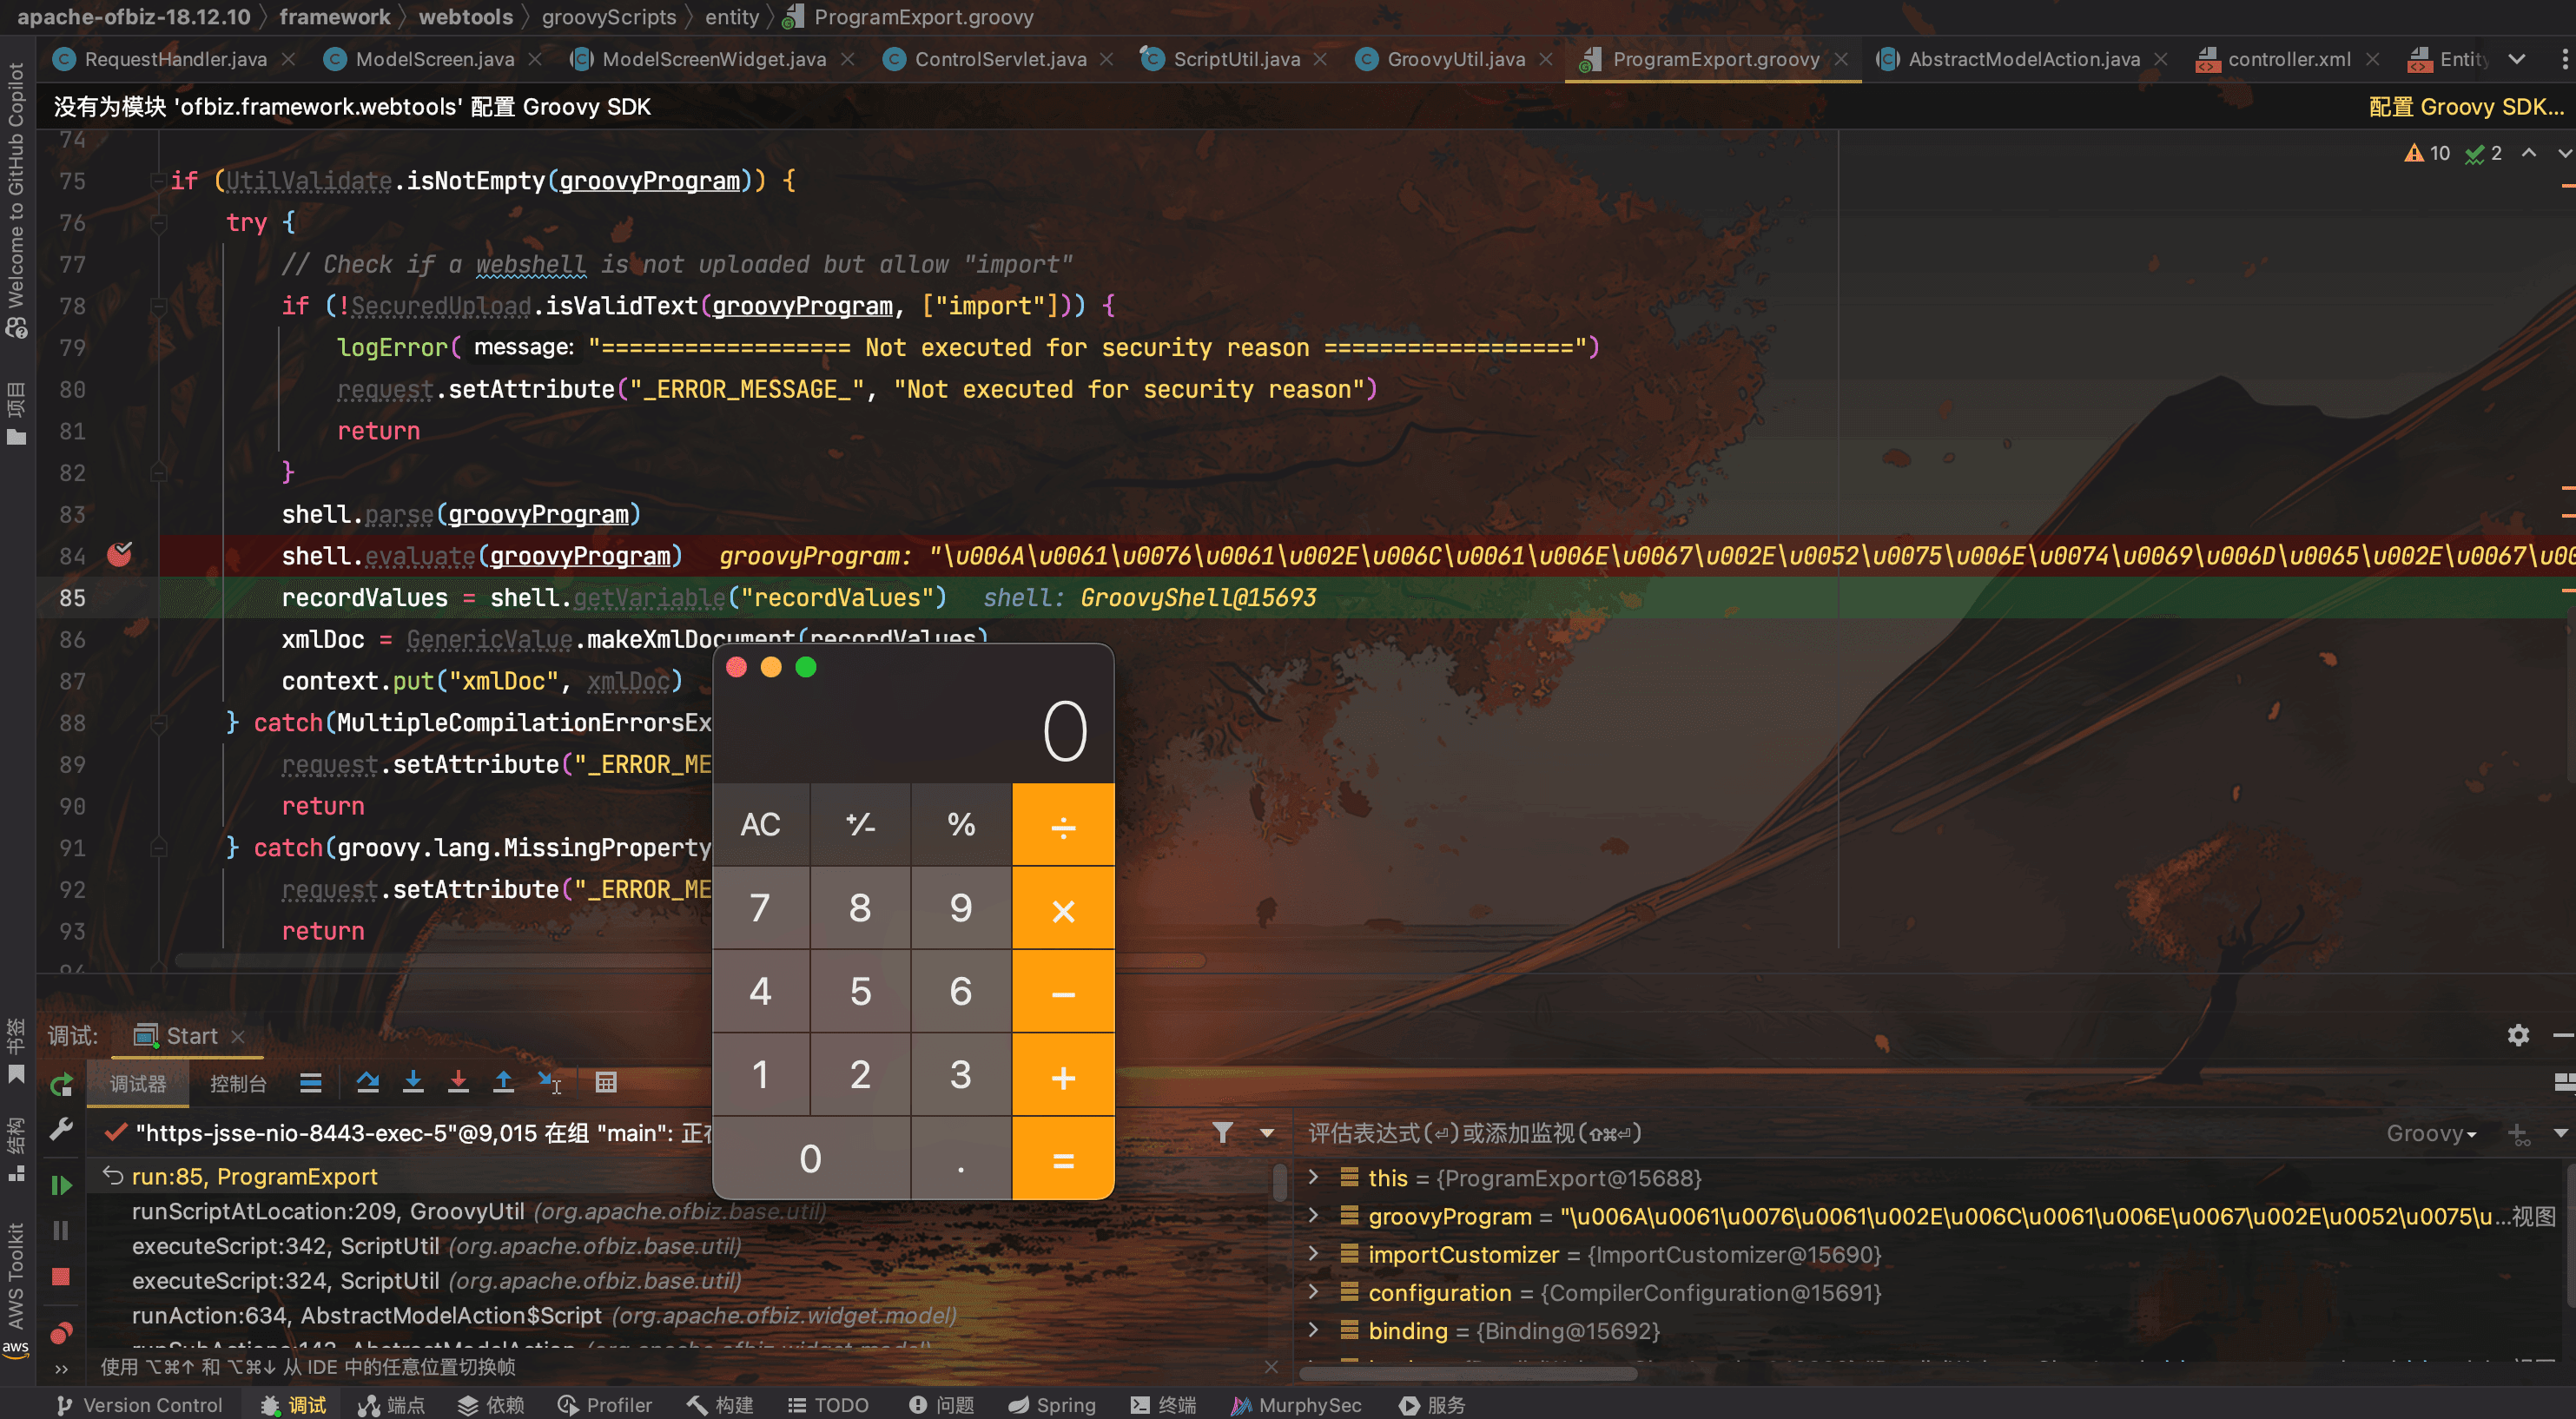 apache-ofbiz-18.12.10 framework webtools groovyScripts entity ProgramExport.groovy
RequestHandler.java ModelScreen.java ModelScreenWidget.java ControlServlet.java ScriptUtil.java GroovyUtil.java ProgramExport.groovy AbstractModelAction.java controller.xml Entity
没有为模块 'ofbiz.framework.webtools' 配置 Groovy SDK 配置 Groovy SDK...
Welcome to GitHub Copilot
项目
10 2
74
75 if (UtilValidate.isNotEmpty(groovyProgram)) {
76 try {
77 // Check if a webshell is not uploaded but allow "import"
78 if (!SecuredUpload.isValidText(groovyProgram, ["import"])) {
79 logError( message: "================== Not executed for security reason ==================")
80 request.setAttribute("_ERROR_MESSAGE_", "Not executed for security reason")
81 return
82 }
83 shell.parse(groovyProgram)
84 shell.evaluate(groovyProgram) groovyProgram: "\u006A\u0061\u0076\u0061\u002E\u006C\u0061\u006E\u0067\u002E\u0052\u0075\u006E\u0074\u0069\u006D\u0065\u002E\u0067\u00
85 recordValues = shell.getVariable("recordValues") shell: GroovyShell@15693
86 xmlDoc = GenericValue.makeXmlDocument(recordValues)
87 context.put("xmlDoc", xmlDoc)
88 } catch(MultipleCompilationErrorsEx
89 request.setAttribute("_ERROR_ME
90 return
91 } catch(groovy.lang.MissingProperty
92 request.setAttribute("_ERROR_ME
93 return
94
0
AC +/- % ÷
7 8 9 ×
4 5 6 −
1 2 3 +
0 . =
书签
结构
AWS Toolkit
aws
调试: Start
调试器 控制台
"https-jsse-nio-8443-exec-5"@9,015 在组 "main": 正在
run:85, ProgramExport
runScriptAtLocation:209, GroovyUtil (org.apache.ofbiz.base.util)
executeScript:342, ScriptUtil (org.apache.ofbiz.base.util)
executeScript:324, ScriptUtil (org.apache.ofbiz.base.util)
runAction:634, AbstractModelAction$Script (org.apache.ofbiz.widget.model)
runSubActions:142, AbstractModelAction (org.apache.ofbiz.widget.model)
使用 ⌥⌘↑ 和 ⌥⌘↓ 从 IDE 中的任意位置切换帧
评估表达式(⏎)或添加监视(⇧⌘⏎) Groovy
this = {ProgramExport@15688}
groovyProgram = "\u006A\u0061\u0076\u0061\u002E\u006C\u0061\u006E\u0067\u002E\u0052\u0075\u...视图
importCustomizer = {ImportCustomizer@15690}
configuration = {CompilerConfiguration@15691}
binding = {Binding@15692}
Version Control 调试 端点 依赖 Profiler 构建 TODO 问题 Spring 终端 MurphySec 服务